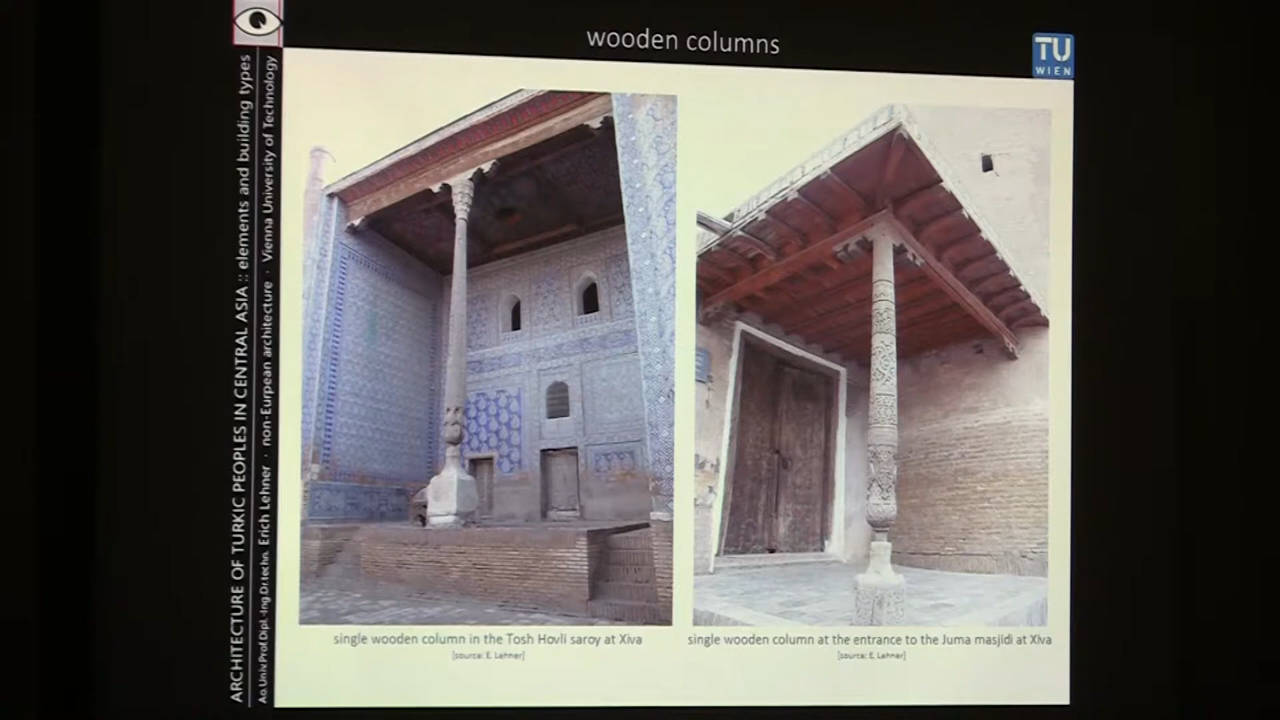 wooden columns
TU
WIEN
ARCHITECTURE OF TURKIC PEOPLES IN CENTRAL ASIA :: elements and building types
Ao.Univ.Prof.Dipl.-Ing Dr.techn. Erich Lehner · non-Eurpean architecture · Vienna University of Technology
single wooden column in the Tosh Hovli saroy at Xiva
[source: E. Lehner]
single wooden column at the entrance to the Juma masjidi at Xiva
[source: E. Lehner]